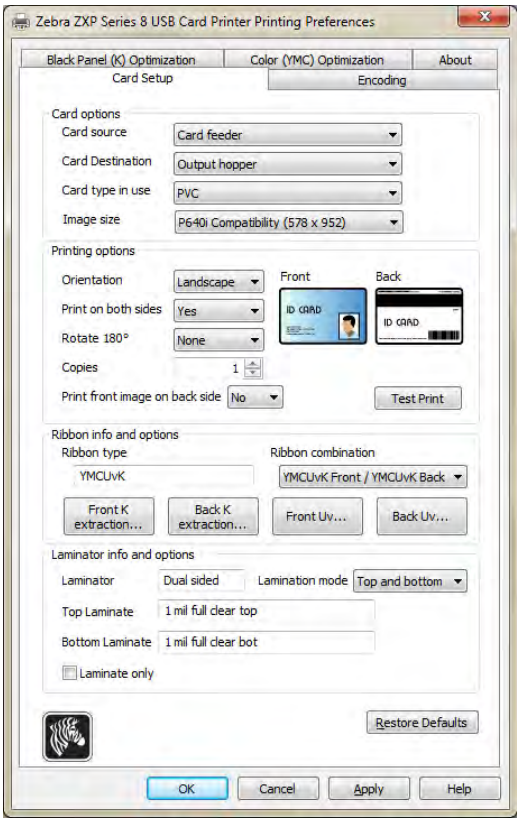 Zebra ZXP Series 8 USB Card Printer Printing Preferences
Black Panel (K) Optimization Color (YMC) Optimization About
Card Setup Encoding
Card options
Card source Card feeder
Card Destination Output hopper
Card type in use PVC
Image size P640i Compatibility (578 x 952)
Printing options
Orientation Landscape Front Back
Print on both sides Yes
ID CARD ID CARD
Rotate 180° None
Copies 1
Print front image on back side No Test Print
Ribbon info and options
Ribbon type Ribbon combination
YMCUvK YMCUvK Front / YMCUvK Back
Front K extraction... Back K extraction... Front Uv... Back Uv...
Laminator info and options
Laminator Dual sided Lamination mode Top and bottom
Top Laminate 1 mil full clear top
Bottom Laminate 1 mil full clear bot
Laminate only
Restore Defaults
OK Cancel Apply Help